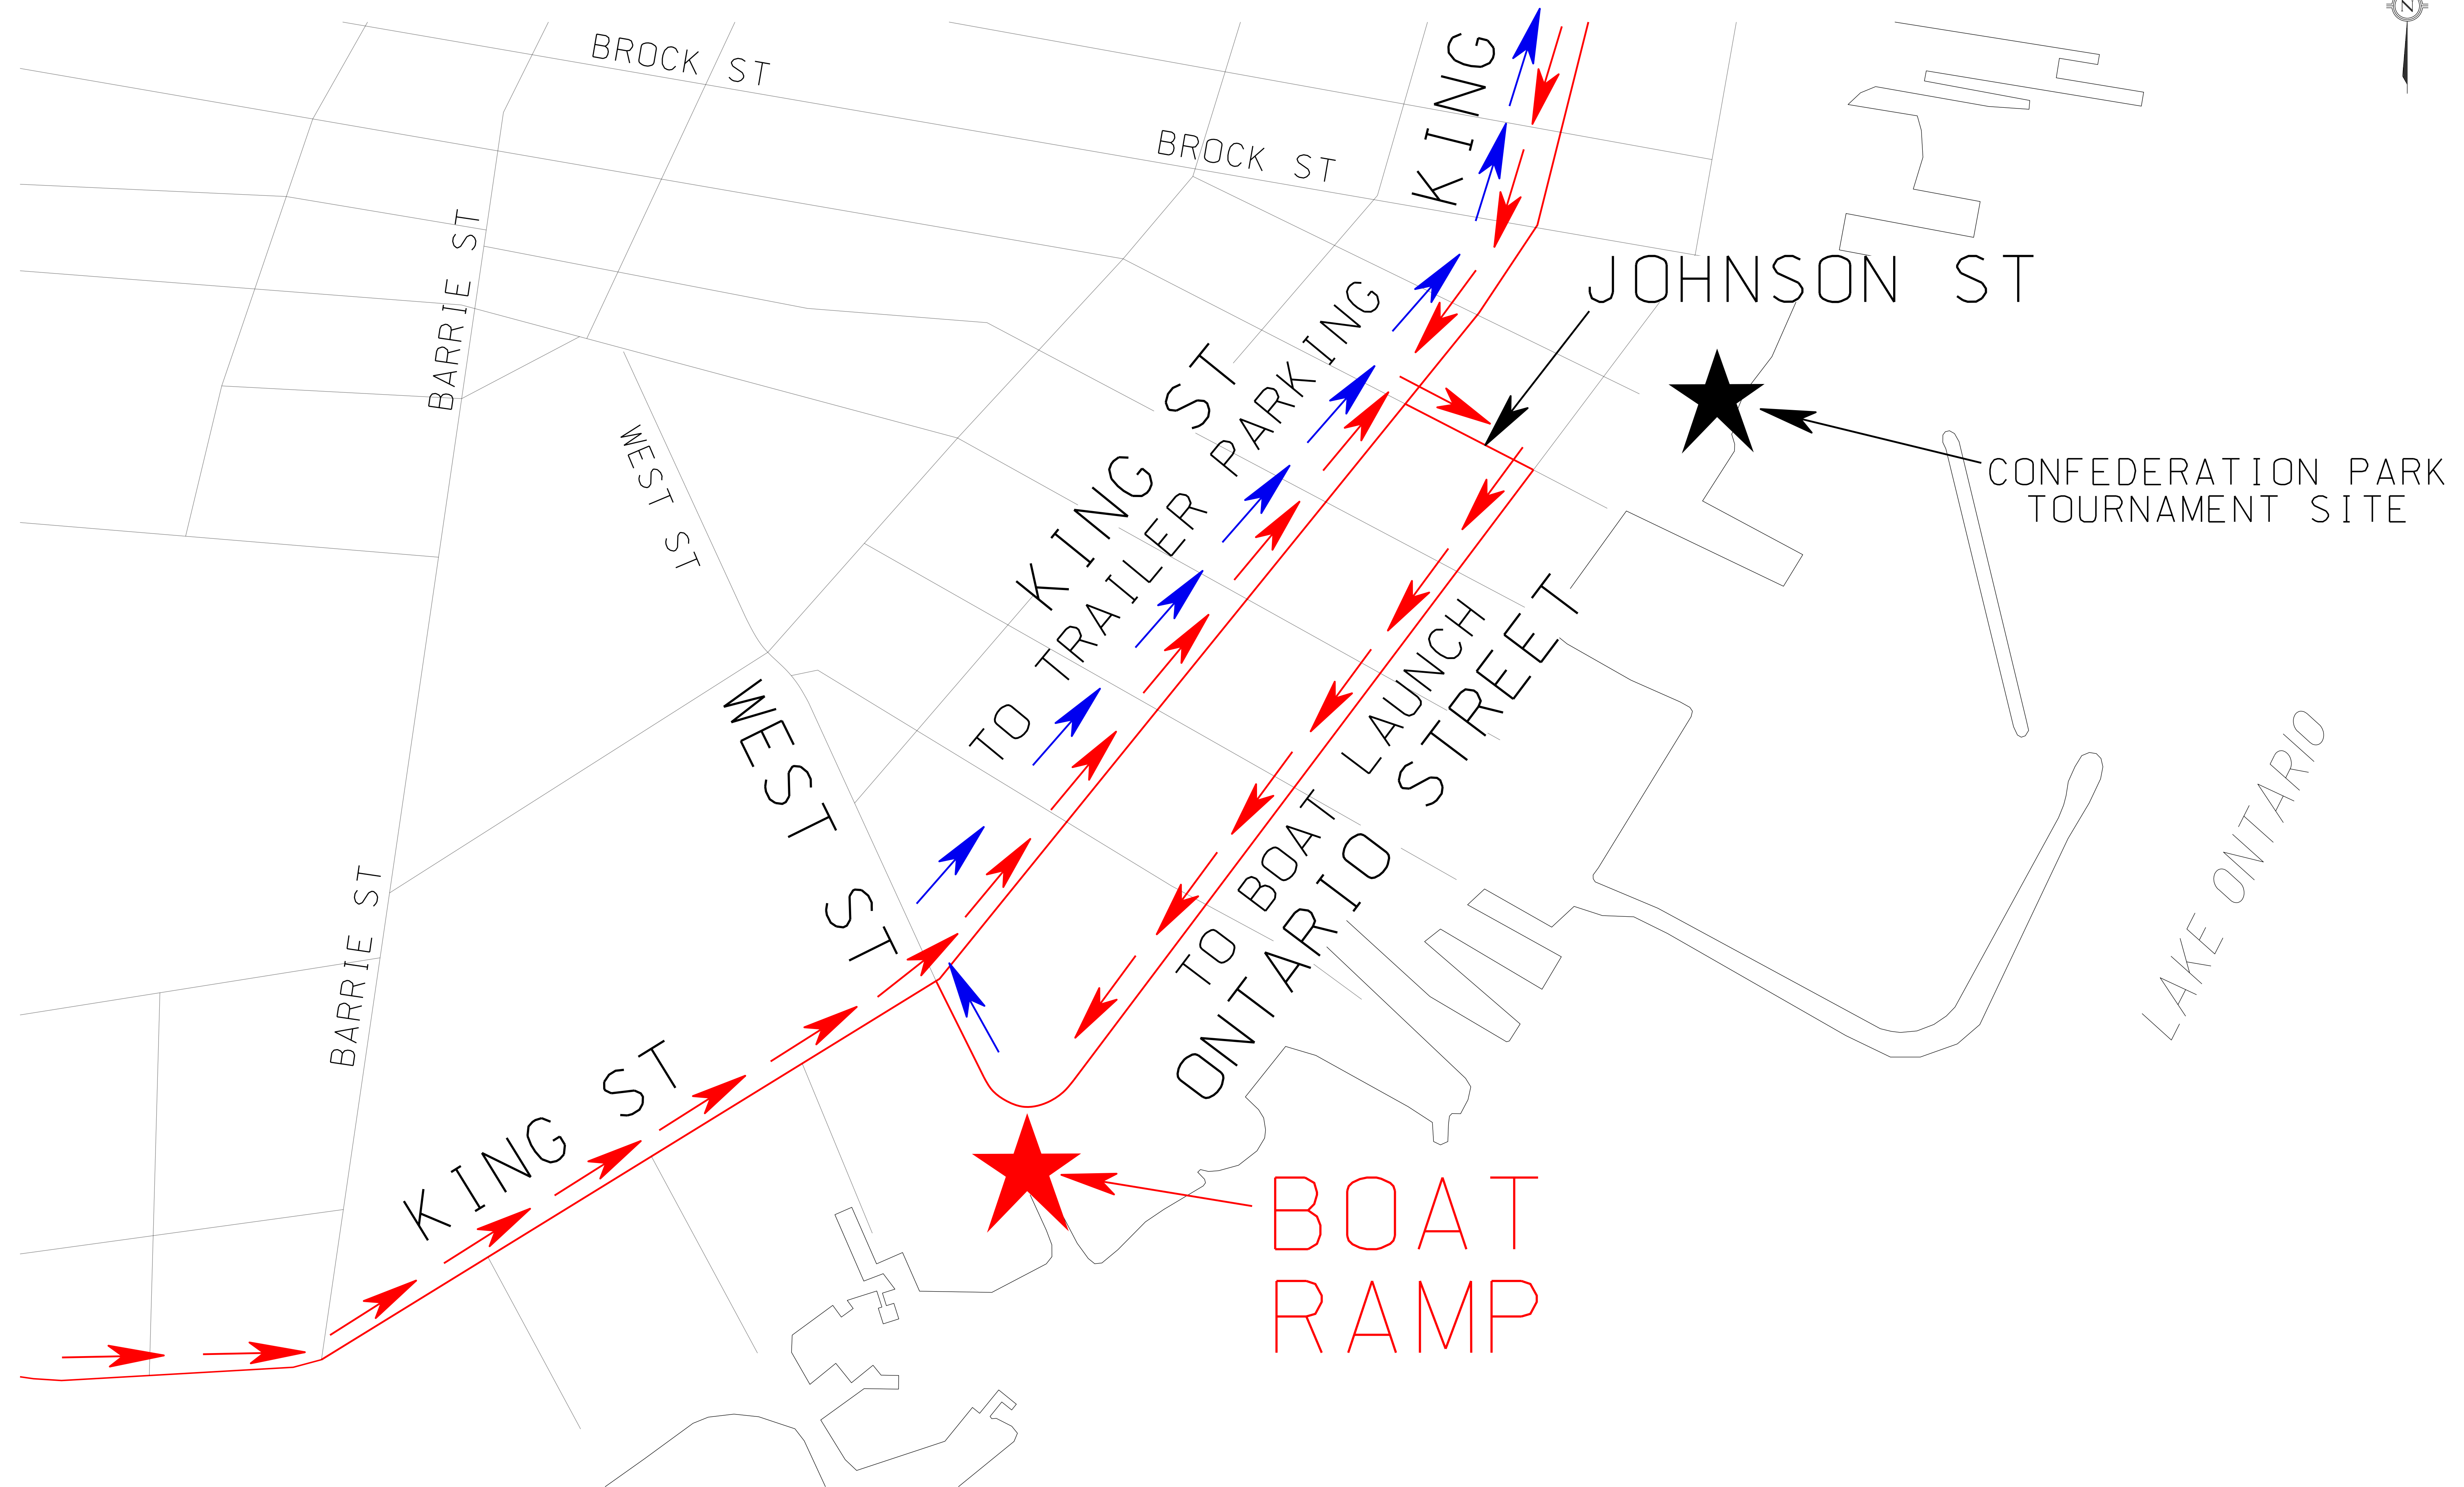 N
BROCK ST
BROCK ST
KING
BARRIE ST
JOHNSON ST
WEST ST
KING ST
TO TRAILER PARKING
CONFEDERATION PARK
TOURNAMENT SITE
WEST ST
TO BOAT LAUNCH
ONTARIO STREET
LAKE ONTARIO
BARRIE ST
KING ST
BOAT
RAMP